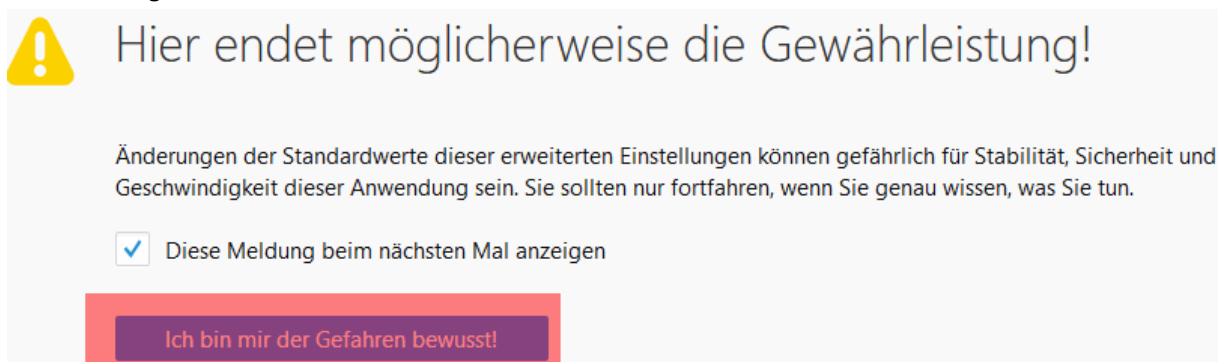 Hier endet möglicherweise die Gewährleistung!
Änderungen der Standardwerte dieser erweiterten Einstellungen können gefährlich für Stabilität, Sicherheit und
Geschwindigkeit dieser Anwendung sein. Sie sollten nur fortfahren, wenn Sie genau wissen, was Sie tun.
Diese Meldung beim nächsten Mal anzeigen
Ich bin mir der Gefahren bewusst!